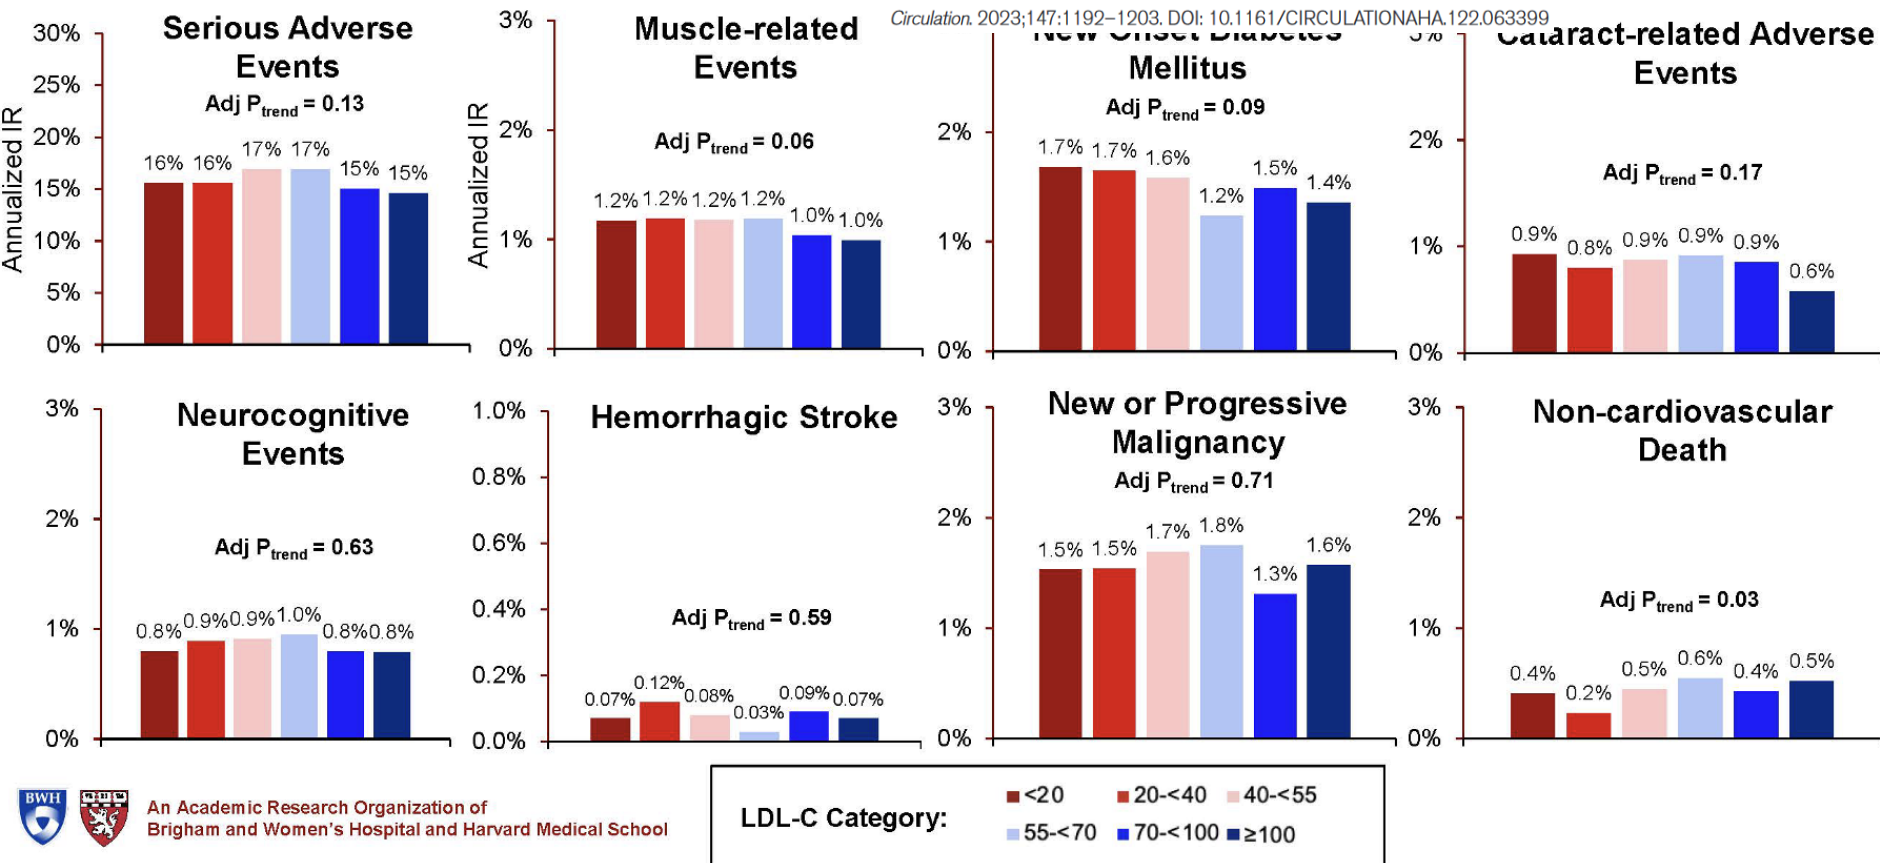 Circulation. 2023;147:1192–1203. DOI: 10.1161/CIRCULATIONAHA.122.063399
Serious Adverse
Events
Adj Ptrend = 0.13
Annualized IR
30%
25%
20%
15%
10%
5%
0%
16% 16% 17% 17% 15% 15%
Muscle-related
Events
Adj Ptrend = 0.06
Annualized IR
3%
2%
1%
0%
1.2% 1.2% 1.2% 1.2% 1.0% 1.0%
New Onset Diabetes
Mellitus
Adj Ptrend = 0.09
2%
1%
0%
1.7% 1.7% 1.6% 1.2% 1.5% 1.4%
Cataract-related Adverse
Events
Adj Ptrend = 0.17
3%
2%
1%
0%
0.9% 0.8% 0.9% 0.9% 0.9% 0.6%
Neurocognitive
Events
Adj Ptrend = 0.63
3%
2%
1%
0%
0.8% 0.9% 0.9% 1.0% 0.8% 0.8%
Hemorrhagic Stroke
Adj Ptrend = 0.59
1.0%
0.8%
0.6%
0.4%
0.2%
0.0%
0.07% 0.12% 0.08% 0.03% 0.09% 0.07%
New or Progressive
Malignancy
Adj Ptrend = 0.71
3%
2%
1%
0%
1.5% 1.5% 1.7% 1.8% 1.3% 1.6%
Non-cardiovascular
Death
Adj Ptrend = 0.03
3%
2%
1%
0%
0.4% 0.2% 0.5% 0.6% 0.4% 0.5%
BWH
An Academic Research Organization of
Brigham and Women's Hospital and Harvard Medical School
LDL-C Category:
<20 20-<40 40-<55
55-<70 70-<100 ≥100